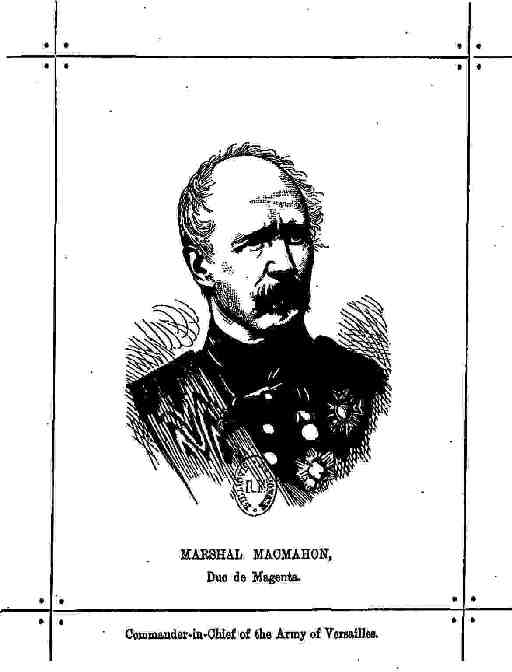 MARSHAL MACMAHON,
Duc de Magenta.
Commander-in-Chief of the Army of Versailles.